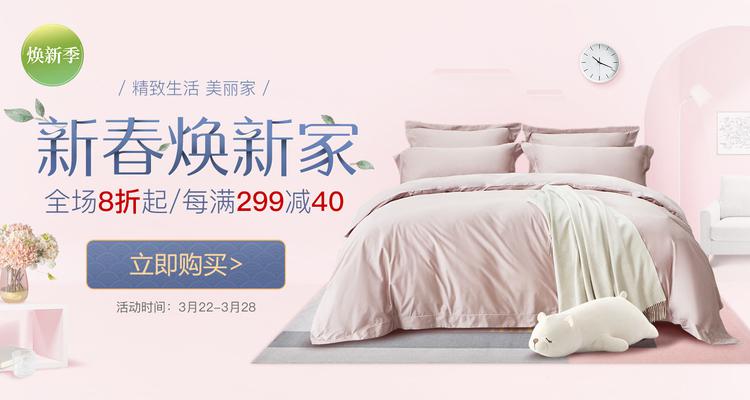 焕新季
/ 精致生活 美丽家 /
新春焕新家
全场8折起/每满299减40
立即购买>
活动时间：3月22-3月28